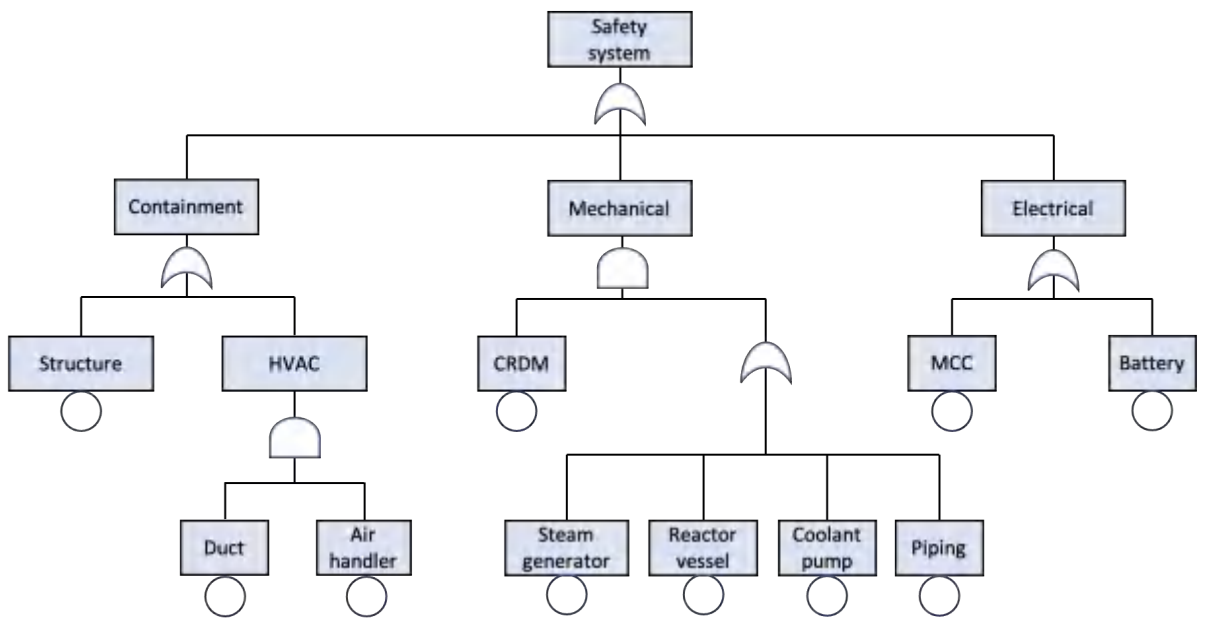 Safety
system
Containment
Mechanical
Electrical
Structure
HVAC
CRDM
MCC
Battery
Duct
Air
handler
Steam
generator
Reactor
vessel
Coolant
pump
Piping